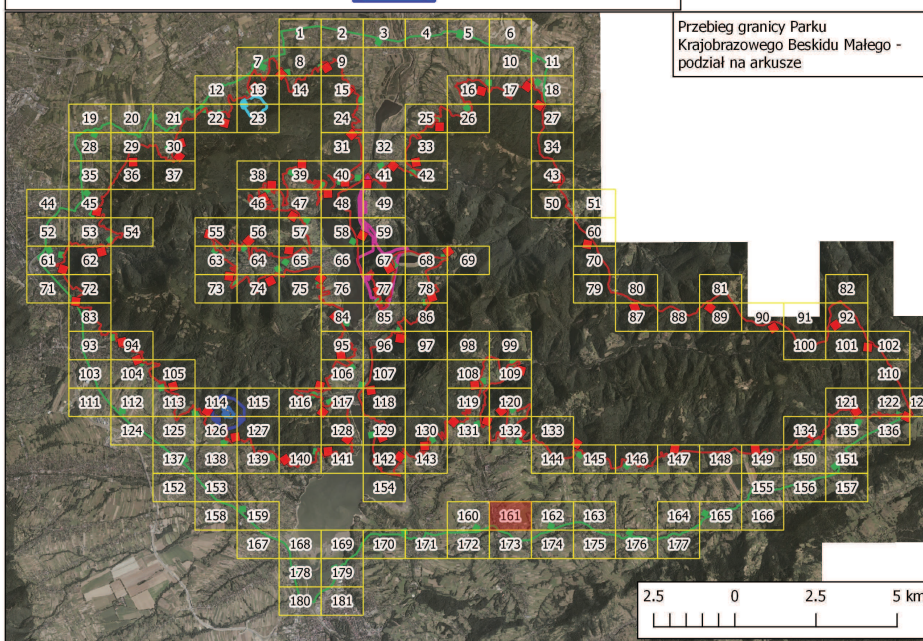 Przebieg granicy Parku
Krajobrazowego Beskidu Małego -
podział na arkusze
1 2 3 4 5 6
7 8 9 10 11
12 13 14 15 16 17 18
19 20 21 22 23 24 25 26 27
28 29 30 31 32 33 34
35 36 37 38 39 40 41 42 43
44 45 46 47 48 49 50 51
52 53 54 55 56 57 58 59 60
61 62 63 64 65 66 67 68 69 70
71 72 73 74 75 76 77 78 79 80 81 82
83 84 85 86 87 88 89 90 91 92
93 94 95 96 97 98 99 100 101 102
103 104 105 106 107 108 109 110
111 112 113 114 115 116 117 118 119 120 121 122
124 125 126 127 128 129 130 131 132 133 134 135 136
137 138 139 140 141 142 143 144 145 146 147 148 149 150 151
152 153 154 155 156 157
158 159 160 161 162 163 164 165 166
167 168 169 170 171 172 173 174 175 176 177
178 179
180 181
2.5 0 2.5 5 km